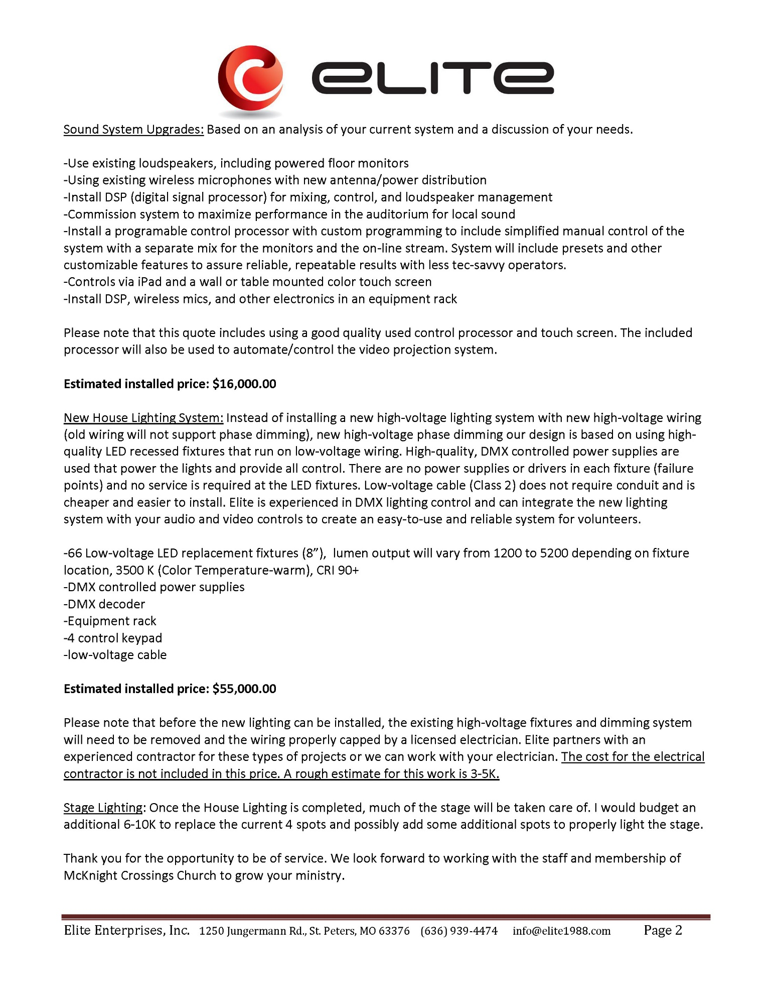 eLITe
Sound System Upgrades: Based on an analysis of your current system and a discussion of your needs.
-Use existing loudspeakers, including powered floor monitors
-Using existing wireless microphones with new antenna/power distribution
-Install DSP (digital signal processor) for mixing, control, and loudspeaker management
-Commission system to maximize performance in the auditorium for local sound
-Install a programable control processor with custom programming to include simplified manual control of the
system with a separate mix for the monitors and the on-line stream. System will include presets and other
customizable features to assure reliable, repeatable results with less tec-savvy operators.
-Controls via iPad and a wall or table mounted color touch screen
-Install DSP, wireless mics, and other electronics in an equipment rack
Please note that this quote includes using a good quality used control processor and touch screen. The included
processor will also be used to automate/control the video projection system.
Estimated installed price: $16,000.00
New House Lighting System: Instead of installing a new high-voltage lighting system with new high-voltage wiring
(old wiring will not support phase dimming), new high-voltage phase dimming our design is based on using high-
quality LED recessed fixtures that run on low-voltage wiring. High-quality, DMX controlled power supplies are
used that power the lights and provide all control. There are no power supplies or drivers in each fixture (failure
points) and no service is required at the LED fixtures. Low-voltage cable (Class 2) does not require conduit and is
cheaper and easier to install. Elite is experienced in DMX lighting control and can integrate the new lighting
system with your audio and video controls to create an easy-to-use and reliable system for volunteers.
-66 Low-voltage LED replacement fixtures (8”),  lumen output will vary from 1200 to 5200 depending on fixture
location, 3500 K (Color Temperature-warm), CRI 90+
-DMX controlled power supplies
-DMX decoder
-Equipment rack
-4 control keypad
-low-voltage cable
Estimated installed price: $55,000.00
Please note that before the new lighting can be installed, the existing high-voltage fixtures and dimming system
will need to be removed and the wiring properly capped by a licensed electrician. Elite partners with an
experienced contractor for these types of projects or we can work with your electrician. The cost for the electrical
contractor is not included in this price. A rough estimate for this work is 3-5K.
Stage Lighting: Once the House Lighting is completed, much of the stage will be taken care of. I would budget an
additional 6-10K to replace the current 4 spots and possibly add some additional spots to properly light the stage.
Thank you for the opportunity to be of service. We look forward to working with the staff and membership of
McKnight Crossings Church to grow your ministry.
Elite Enterprises, Inc. 1250 Jungermann Rd., St. Peters, MO 63376 (636) 939-4474 info@elite1988.com Page 2